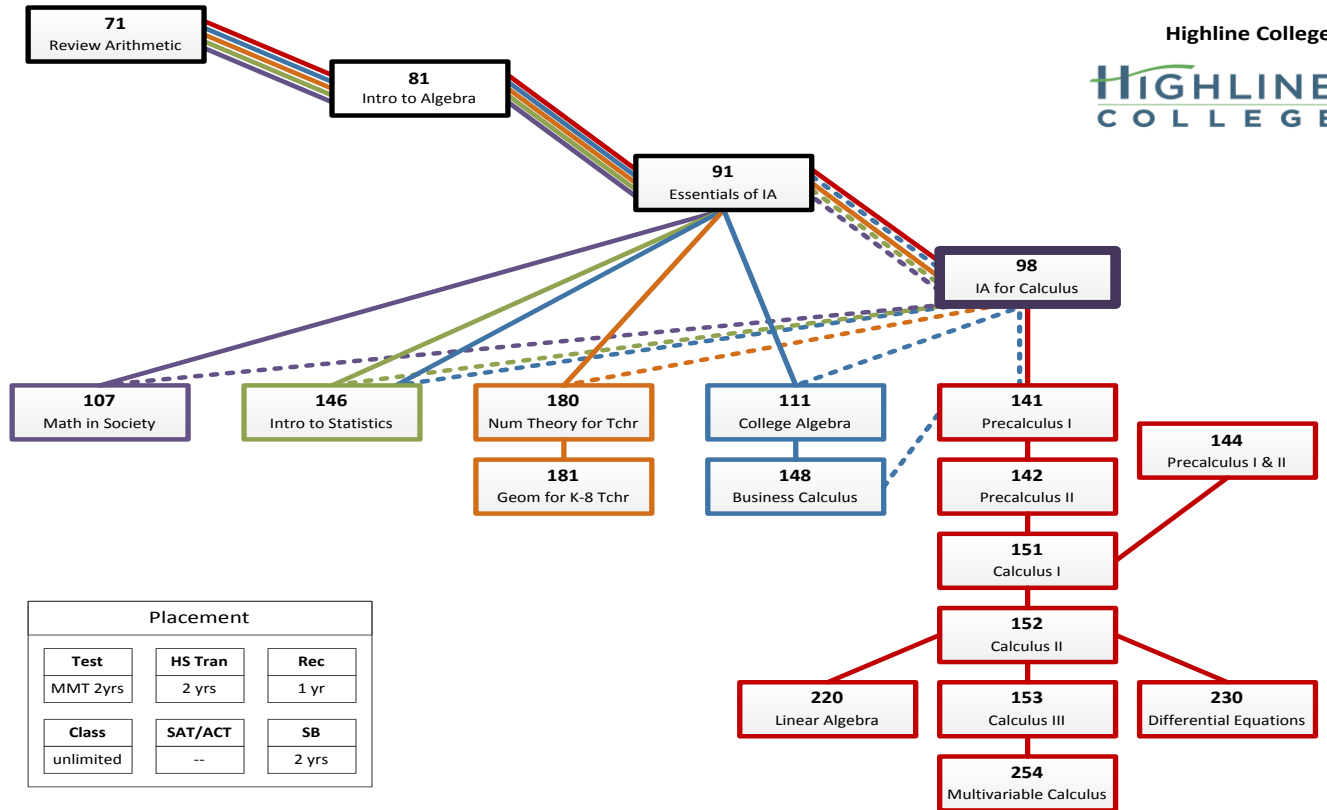 71
Review Arithmetic
Highline College
HIGHLINE
COLLEGE
81
Intro to Algebra
91
Essentials of IA
98
IA for Calculus
107
Math in Society
146
Intro to Statistics
180
Num Theory for Tchr
111
College Algebra
141
Precalculus I
144
Precalculus I & II
181
Geom for K-8 Tchr
148
Business Calculus
142
Precalculus II
151
Calculus I
152
Calculus II
220
Linear Algebra
153
Calculus III
230
Differential Equations
254
Multivariable Calculus
Placement
Test
MMT 2yrs
HS Tran
2 yrs
Rec
1 yr
Class
unlimited
SAT/ACT
--
SB
2 yrs